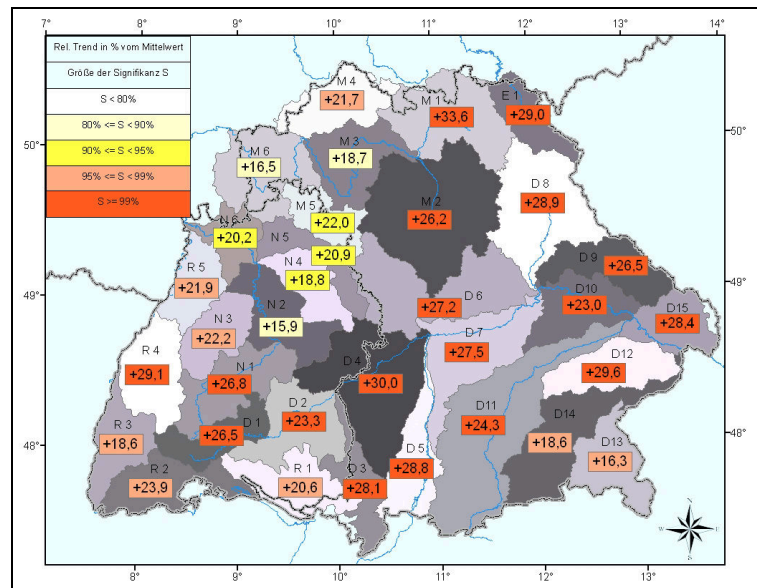 7° 8° 9° 10° 11° 12° 13° 14°
Rel. Trend in % vom Mittelwert
Größe der Signifikanz S
S < 80%
80% <= S < 90%
90% <= S < 95%
95% <= S < 99%
S >= 99%
M 4
+21,7
M 1
+33,6
E 1
+29,0
50°
50°
M 6
+16,5
M 3
+18,7
D 8
+28,9
M 5
+22,0
M 2
+26,2
N 6
+20,2
N 5
+20,9
R 5
+21,9
N 4
+18,8
D 9
+26,5
49°
49°
N 2
+15,9
D 6
+27,2
D10
+23,0
D15
+28,4
N 3
+22,2
D 7
+27,5
R 4
+29,1
N 1
+26,8
D 4
+30,0
D12
+29,6
D 2
+23,3
D11
+24,3
D14
+18,6
R 3
+18,6
D 1
+26,5
D13
+16,3
48°
48°
D 5
+28,8
R 2
+23,9
R 1
+20,6
D 3
+28,1
N
W E
S
8° 9° 10° 11° 12° 13°